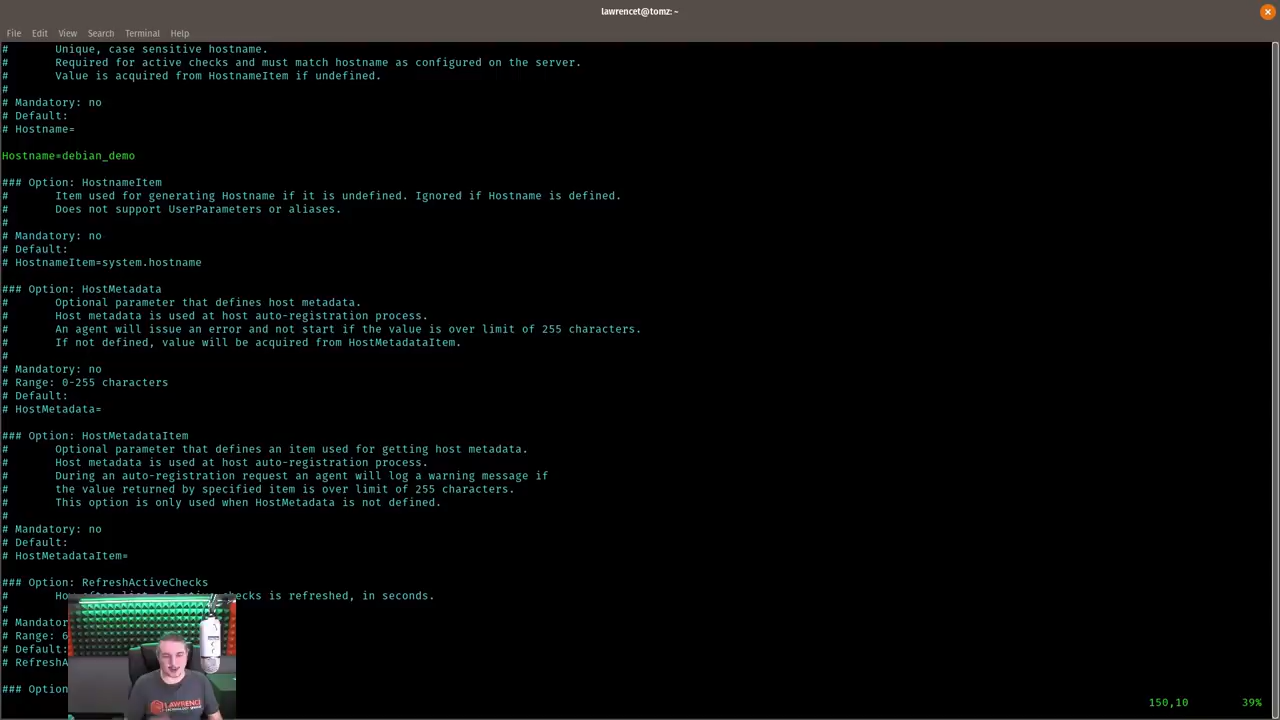 lawrencet@tomz: ~
File Edit View Search Terminal Help
# Unique, case sensitive hostname.
# Required for active checks and must match hostname as configured on the server.
# Value is acquired from HostnameItem if undefined.
#
# Mandatory: no
# Default:
# Hostname=
Hostname=debian_demo
### Option: HostnameItem
# Item used for generating Hostname if it is undefined. Ignored if Hostname is defined.
# Does not support UserParameters or aliases.
#
# Mandatory: no
# Default:
# HostnameItem=system.hostname
### Option: HostMetadata
# Optional parameter that defines host metadata.
# Host metadata is used at host auto-registration process.
# An agent will issue an error and not start if the value is over limit of 255 characters.
# If not defined, value will be acquired from HostMetadataItem.
#
# Mandatory: no
# Range: 0-255 characters
# Default:
# HostMetadata=
### Option: HostMetadataItem
# Optional parameter that defines an item used for getting host metadata.
# Host metadata is used at host auto-registration process.
# During an auto-registration request an agent will log a warning message if
# the value returned by specified item is over limit of 255 characters.
# This option is only used when HostMetadata is not defined.
#
# Mandatory: no
# Default:
# HostMetadataItem=
### Option: RefreshActiveChecks
# How often list of active checks is refreshed, in seconds.
#
# Mandator
# Range: 6
# Default:
# RefreshA
### Option
LAWRENCE
150,10 39%